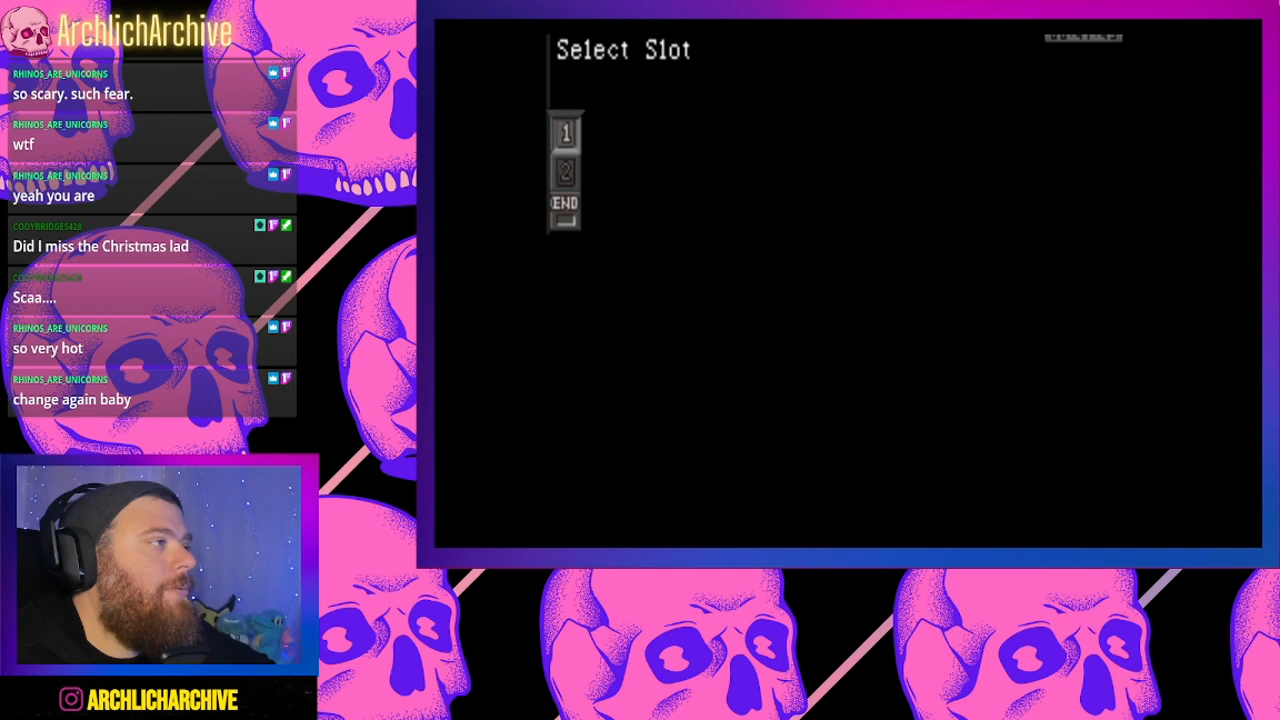 ArchlichArchive
RHINOS_ARE_UNICORNS
so scary. such fear.
RHINOS_ARE_UNICORNS
wtf
RHINOS_ARE_UNICORNS
yeah you are
CODYBRIDGES428
Did I miss the Christmas lad
Scaa....
RHINOS_ARE_UNICORNS
so very hot
RHINOS_ARE_UNICORNS
change again baby
ARCHLICHARCHIVE
Select Slot
1
2
END